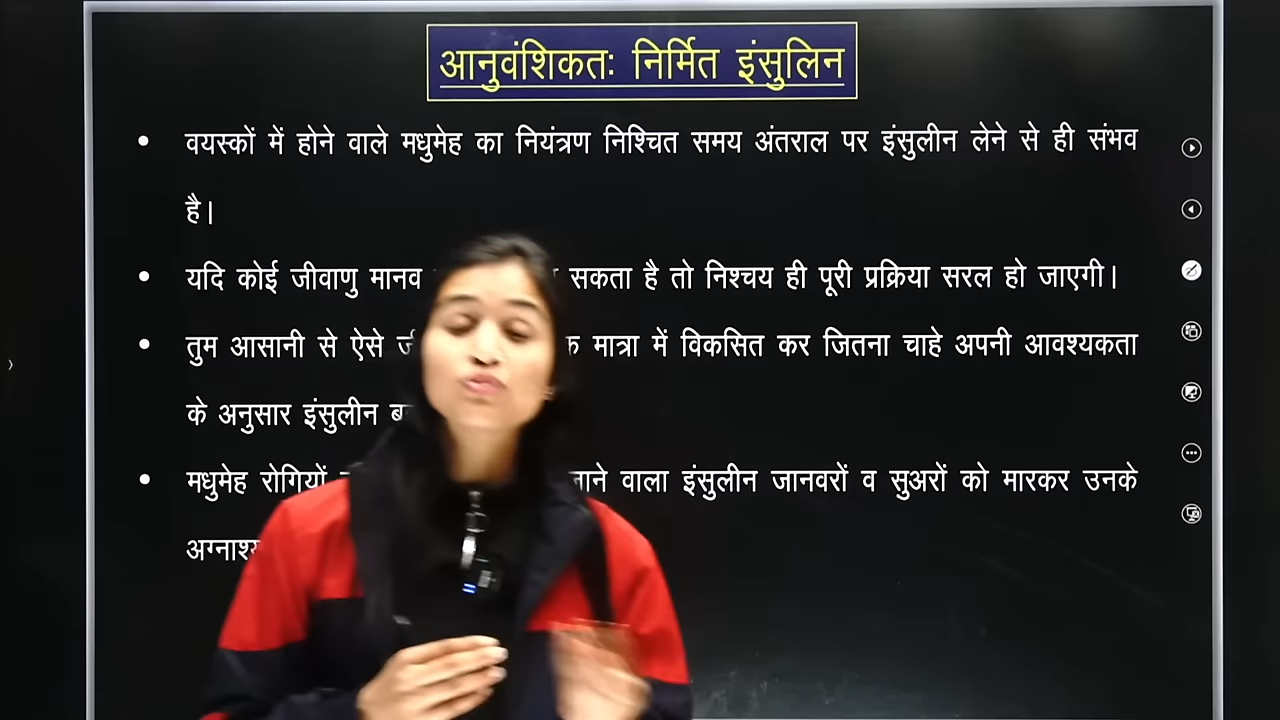 आनुवंशिकतः निर्मित इंसुलिन
• वयस्कों में होने वाले मधुमेह का नियंत्रण निश्चित समय अंतराल पर इंसुलीन लेने से ही संभव
है।
• यदि कोई जीवाणु मानव सकता है तो निश्चय ही पूरी प्रक्रिया सरल हो जाएगी।
• तुम आसानी से ऐसे मात्रा में विकसित कर जितना चाहे अपनी आवश्यकता
के अनुसार इंसुलीन
• मधुमेह रोगियों वाला इंसुलीन जानवरों व सुअरों को मारकर उनके